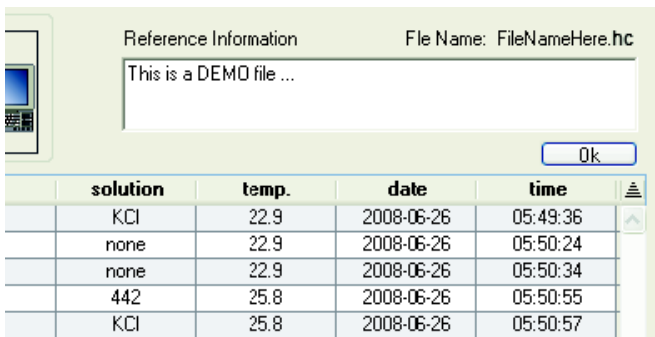 Reference Information Fle Name: FileNameHere.hc
This is a DEMO file ...
Ok
solution temp. date time
KCl 22.9 2008-06-26 05:49:36
none 22.9 2008-06-26 05:50:24
none 22.9 2008-06-26 05:50:34
442 25.8 2008-06-26 05:50:55
KCl 25.8 2008-06-26 05:50:57